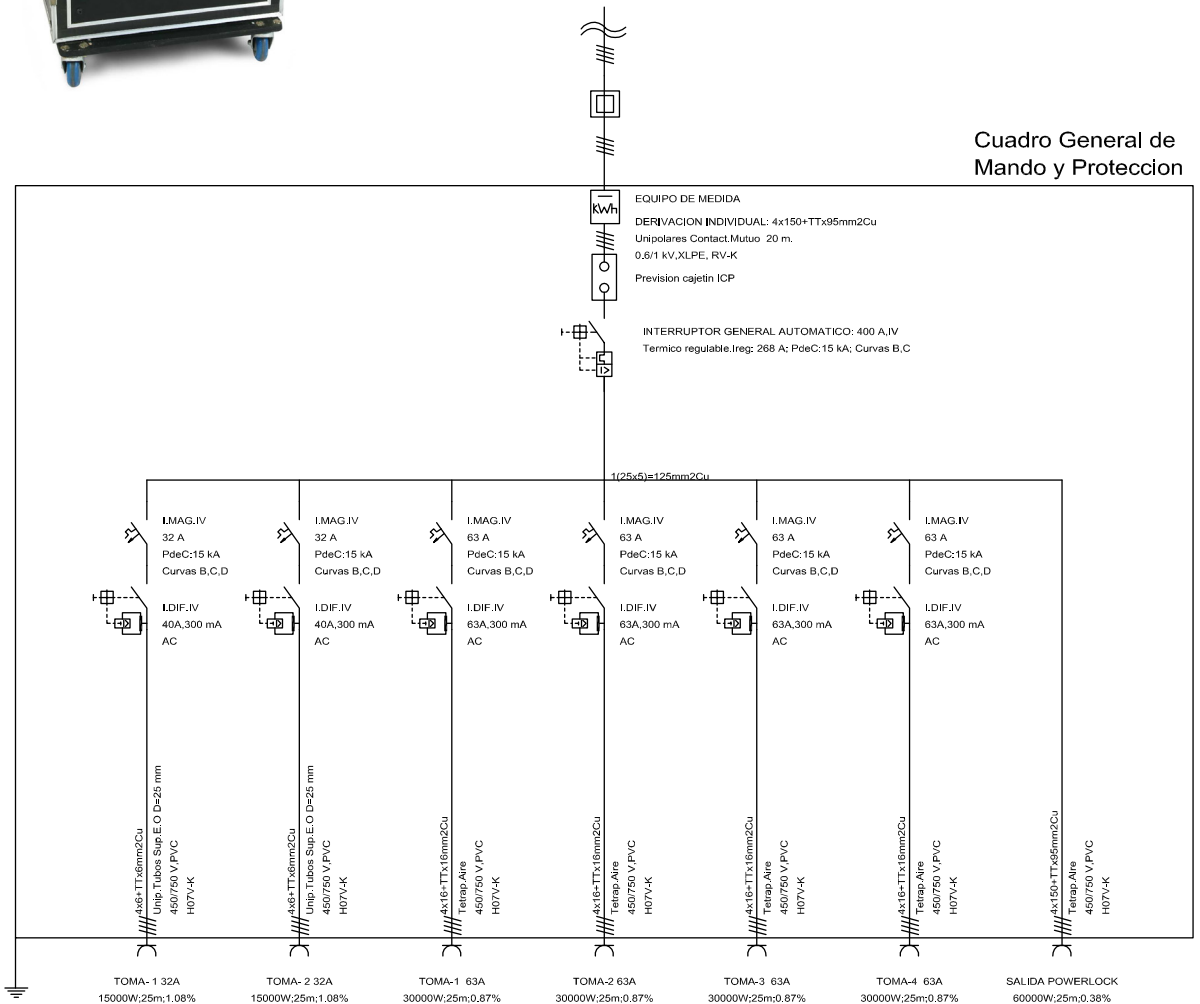 Cuadro General de
Mando y Proteccion
KWh
EQUIPO DE MEDIDA
DERIVACION INDIVIDUAL: 4x150+TTx95mm2Cu
Unipolares Contact.Mutuo 20 m.
0.6/1 kV,XLPE, RV-K
Prevision cajetin ICP
INTERRUPTOR GENERAL AUTOMATICO: 400 A,IV
Termico regulable.Ireg: 268 A; PdeC:15 kA; Curvas B,C
I>
1(25x5)=125mm2Cu
I.MAG.IV
32 A
PdeC:15 kA
Curvas B,C,D
I.DIF.IV
40A,300 mA
AC
I.MAG.IV
32 A
PdeC:15 kA
Curvas B,C,D
I.DIF.IV
40A,300 mA
AC
I.MAG.IV
63 A
PdeC:15 kA
Curvas B,C,D
I.DIF.IV
63A,300 mA
AC
I.MAG.IV
63 A
PdeC:15 kA
Curvas B,C,D
I.DIF.IV
63A,300 mA
AC
I.MAG.IV
63 A
PdeC:15 kA
Curvas B,C,D
I.DIF.IV
63A,300 mA
AC
I.MAG.IV
63 A
PdeC:15 kA
Curvas B,C,D
I.DIF.IV
63A,300 mA
AC
4x6+TTx6mm2Cu
Unip.Tubos Sup.E.O D=25 mm
450/750 V,PVC
H07V-K
4x6+TTx6mm2Cu
Unip.Tubos Sup.E.O D=25 mm
450/750 V,PVC
H07V-K
4x16+TTx16mm2Cu
Tetrap.Aire
450/750 V,PVC
H07V-K
4x16+TTx16mm2Cu
Tetrap.Aire
450/750 V,PVC
H07V-K
4x16+TTx16mm2Cu
Tetrap.Aire
450/750 V,PVC
H07V-K
4x16+TTx16mm2Cu
Tetrap.Aire
450/750 V,PVC
H07V-K
4x150+TTx95mm2Cu
Tetrap.Aire
450/750 V,PVC
H07V-K
TOMA- 1 32A
15000W;25m;1.08%
TOMA- 2 32A
15000W;25m;1.08%
TOMA-1 63A
30000W;25m;0.87%
TOMA-2 63A
30000W;25m;0.87%
TOMA-3 63A
30000W;25m;0.87%
TOMA-4 63A
30000W;25m;0.87%
SALIDA POWERLOCK
60000W;25m;0.38%